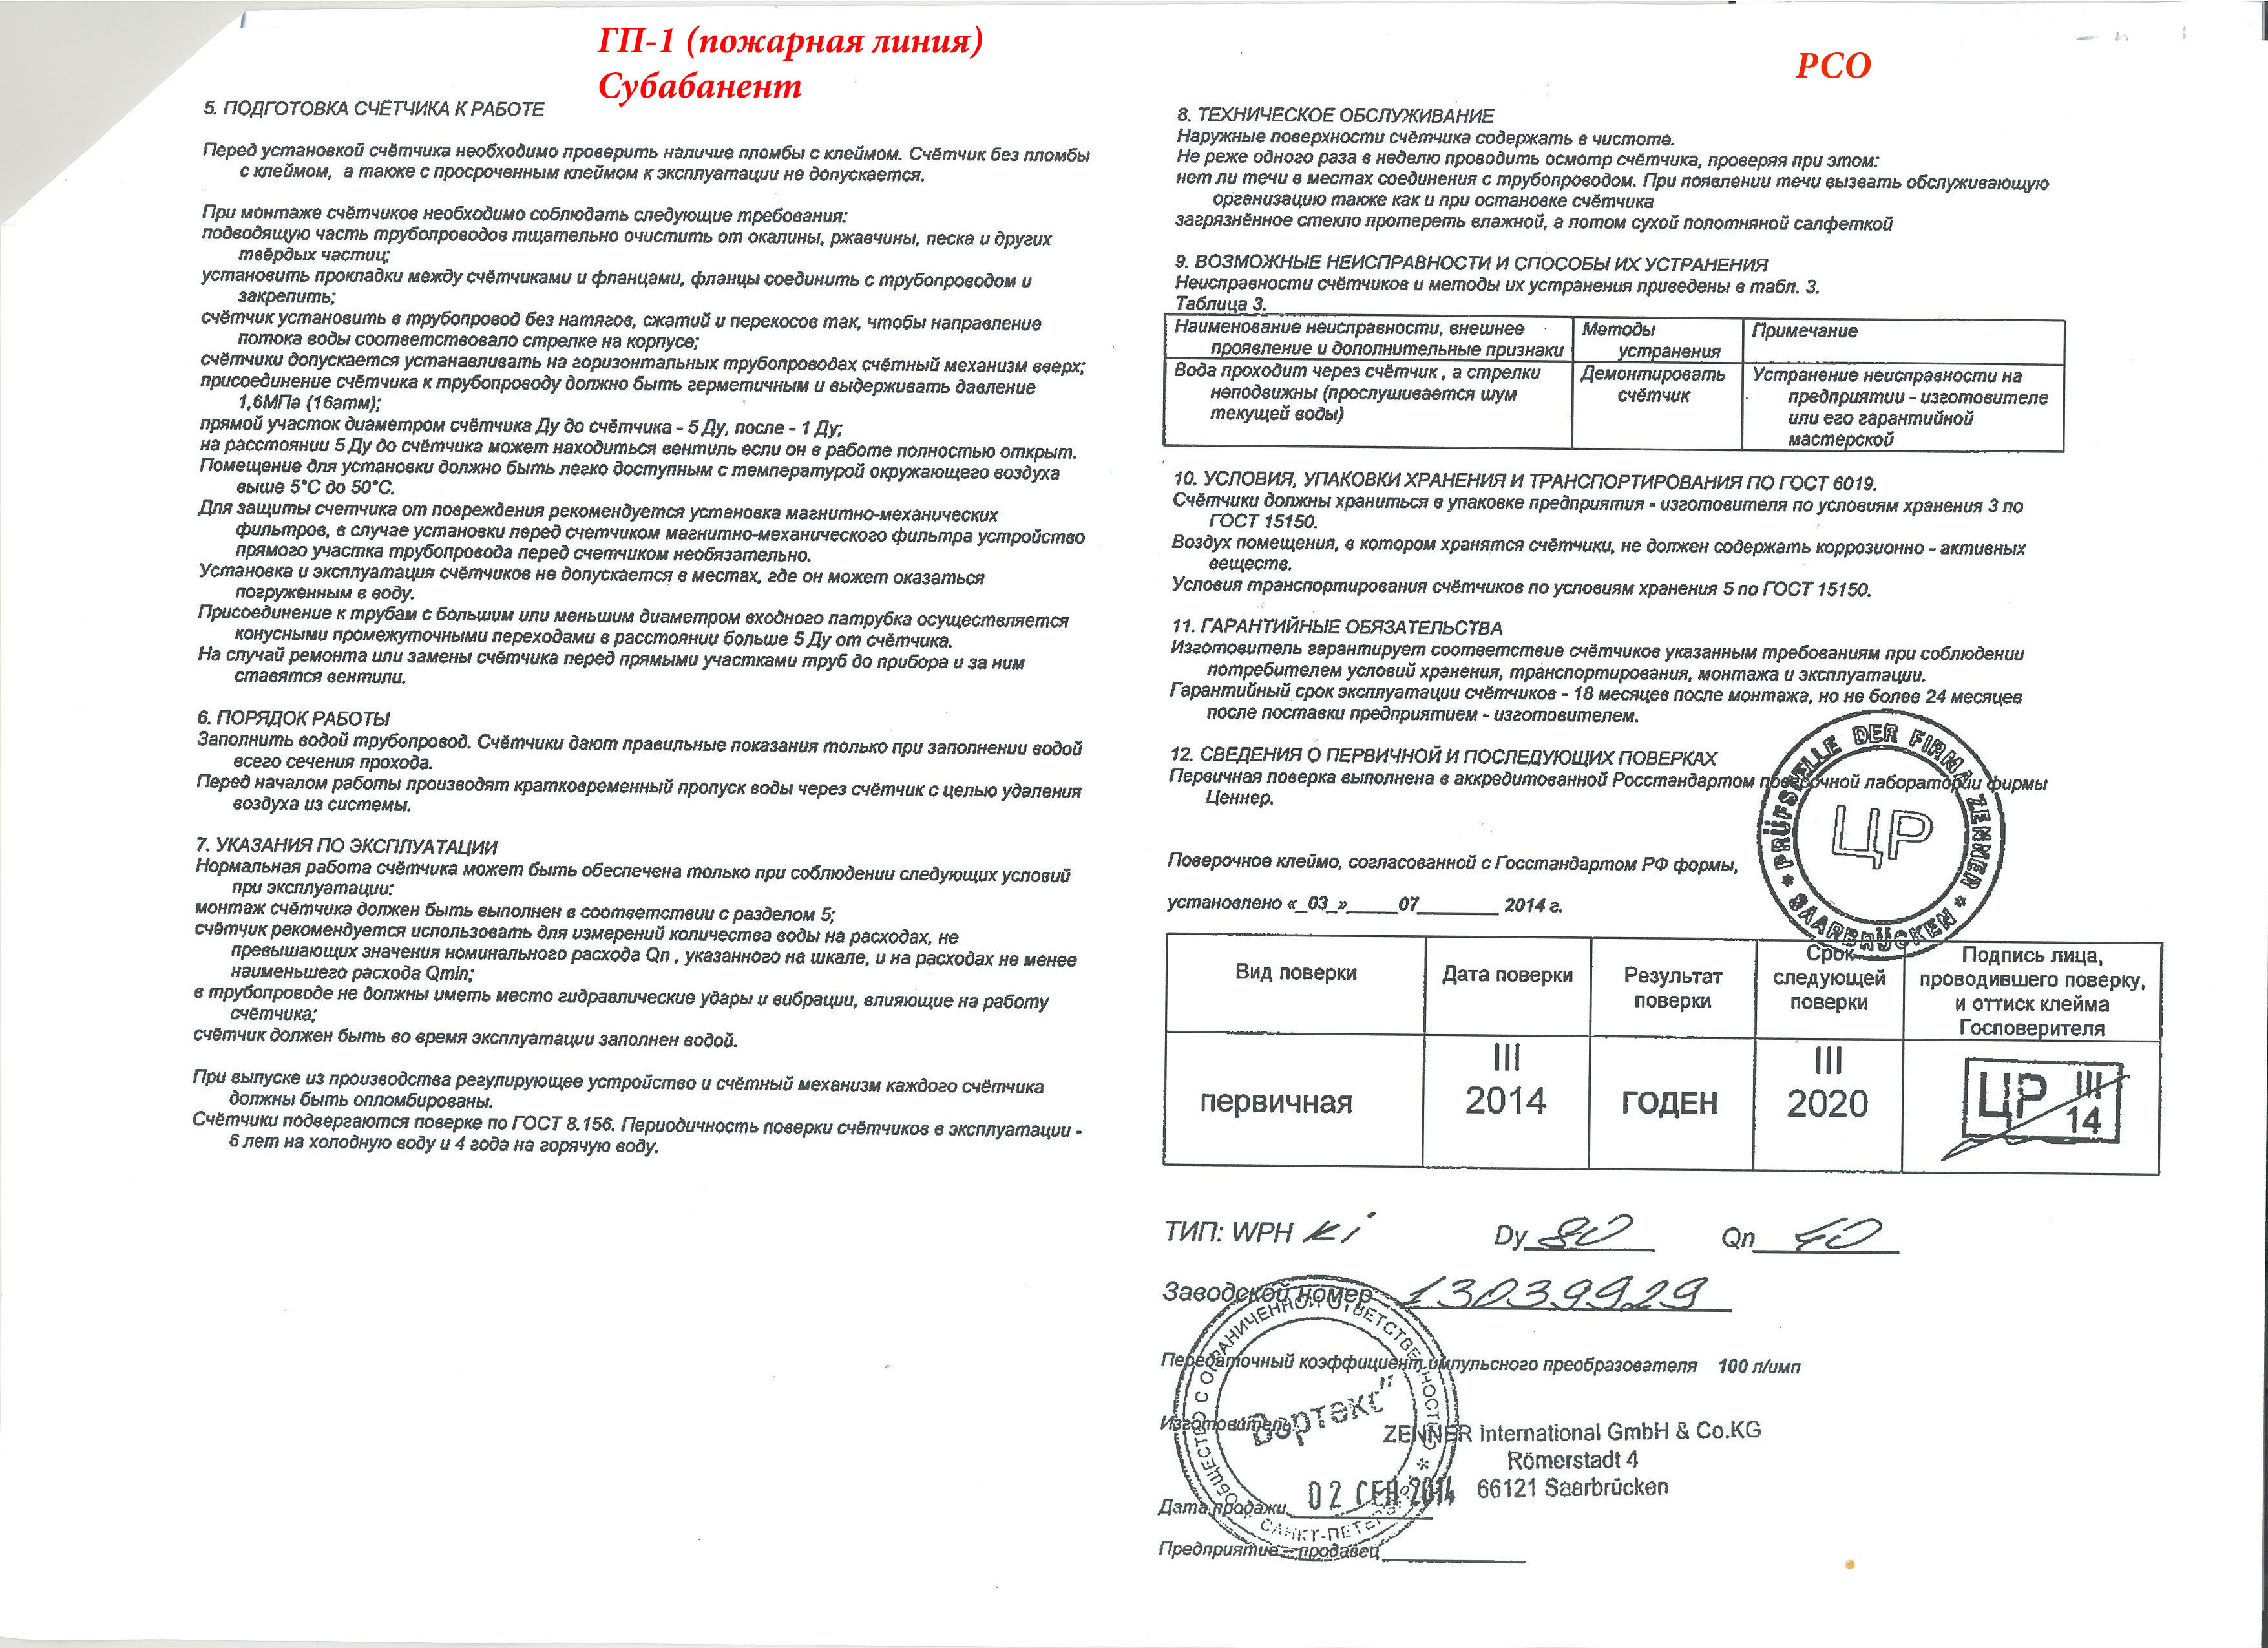 ГП-1 (пожарная линия)
Субабанент
РСО
5. ПОДГОТОВКА СЧЁТЧИКА К РАБОТЕ
Перед установкой счётчика необходимо проверить наличие пломбы с клеймом. Счётчик без пломбы
с клеймом, а также с просроченным клеймом к эксплуатации не допускается.
При монтаже счётчиков необходимо соблюдать следующие требования:
подводящую часть трубопроводов тщательно очистить от окалины, ржавчины, песка и других
твёрдых частиц;
установить прокладки между счётчиками и фланцами, фланцы соединить с трубопроводом и
закрепить;
счётчик установить в трубопровод без натягов, сжатий и перекосов так, чтобы направление
потока воды соответствовало стрелке на корпусе;
счётчики допускается устанавливать на горизонтальных трубопроводах счётный механизм вверх;
присоединение счётчика к трубопроводу должно быть герметичным и выдерживать давление
1,6МПа (16атм);
прямой участок диаметром счётчика Ду до счётчика - 5 Ду, после - 1 Ду;
на расстоянии 5 Ду до счётчика может находиться вентиль если он в работе полностью открыт.
Помещение для установки должно быть легко доступным с температурой окружающего воздуха
выше 5°С до 50°С.
Для защиты счетчика от повреждения рекомендуется установка магнитно-механических
фильтров, в случае установки перед счетчиком магнитно-механического фильтра устройство
прямого участка трубопровода перед счетчиком необязательно.
Установка и эксплуатация счётчиков не допускается в местах, где он может оказаться
погруженным в воду.
Присоединение к трубам с большим или меньшим диаметром входного патрубка осуществляется
конусными промежуточными переходами в расстоянии больше 5 Ду от счётчика.
На случай ремонта или замены счётчика перед прямыми участками труб до прибора и за ним
ставятся вентили.
6. ПОРЯДОК РАБОТЫ
Заполнить водой трубопровод. Счётчики дают правильные показания только при заполнении водой
всего сечения прохода.
Перед началом работы производят кратковременный пропуск воды через счётчик с целью удаления
воздуха из системы.
7. УКАЗАНИЯ ПО ЭКСПЛУАТАЦИИ
Нормальная работа счётчика может быть обеспечена только при соблюдении следующих условий
при эксплуатации:
монтаж счётчика должен быть выполнен в соответствии с разделом 5;
счётчик рекомендуется использовать для измерений количества воды на расходах, не
превышающих значения номинального расхода Qn , указанного на шкале, и на расходах не менее
наименьшего расхода Qmin;
в трубопроводе не должны иметь место гидравлические удары и вибрации, влияющие на работу
счётчика;
счётчик должен быть во время эксплуатации заполнен водой.
При выпуске из производства регулирующее устройство и счётный механизм каждого счётчика
должны быть опломбированы.
Счётчики подвергаются поверке по ГОСТ 8.156. Периодичность поверки счётчиков в эксплуатации -
6 лет на холодную воду и 4 года на горячую воду.
8. ТЕХНИЧЕСКОЕ ОБСЛУЖИВАНИЕ
Наружные поверхности счётчика содержать в чистоте.
Не реже одного раза в неделю проводить осмотр счётчика, проверяя при этом:
нет ли течи в местах соединения с трубопроводом. При появлении течи вызвать обслуживающую
организацию также как и при остановке счётчика
загрязнённое стекло протереть влажной, а потом сухой полотняной салфеткой
9. ВОЗМОЖНЫЕ НЕИСПРАВНОСТИ И СПОСОБЫ ИХ УСТРАНЕНИЯ
Неисправности счётчиков и методы их устранения приведены в табл. 3.
Таблица 3.
Наименование неисправности, внешнее
проявление и дополнительные признаки
Методы
устранения
Примечание
Вода проходит через счётчик , а стрелки
неподвижны (прослушивается шум
текущей воды)
Демонтировать
счётчик
Устранение неисправности на
предприятии - изготовителе
или его гарантийной
мастерской
10. УСЛОВИЯ, УПАКОВКИ ХРАНЕНИЯ И ТРАНСПОРТИРОВАНИЯ ПО ГОСТ 6019.
Счётчики должны храниться в упаковке предприятия - изготовителя по условиям хранения 3 по
ГОСТ 15150.
Воздух помещения, в котором хранятся счётчики, не должен содержать коррозионно - активных
веществ.
Условия транспортирования счётчиков по условиям хранения 5 по ГОСТ 15150.
11. ГАРАНТИЙНЫЕ ОБЯЗАТЕЛЬСТВА
Изготовитель гарантирует соответствие счётчиков указанным требованиям при соблюдении
потребителем условий хранения, транспортирования, монтажа и эксплуатации.
Гарантийный срок эксплуатации счётчиков - 18 месяцев после монтажа, но не более 24 месяцев
после поставки предприятием - изготовителем.
12. СВЕДЕНИЯ О ПЕРВИЧНОЙ И ПОСЛЕДУЮЩИХ ПОВЕРКАХ
Первичная поверка выполнена в аккредитованной Росстандартом поверочной лаборатории фирмы
Ценнер.
PRÜFSTELLE DER FIRMA ZENNER * SAARBRÜCKEN *
ЦР
Поверочное клеймо, согласованной с Госстандартом РФ формы,
установлено «_03_»_____07________ 2014 г.
Вид поверки
Дата поверки
Результат
поверки
Срок
следующей
поверки
Подпись лица,
проводившего поверку,
и оттиск клейма
Госповерителя
первичная
III
2014
ГОДЕН
III
2020
ЦР III
14
ТИП: WPH ki Dy 80 Qn 40
Заводской номер 13039929
Передаточный коэффициент импульсного преобразователя 100 л/имп
Изготовитель
ZENNER International GmbH & Co.KG
Römerstadt 4
66121 Saarbrücken
Дата продажи 02 СЕН 2014
Предприятие - продавец
ОБЩЕСТВО С ОГРАНИЧЕННОЙ ОТВЕТСТВЕННОСТЬЮ * САНКТ-ПЕТЕРБУРГ
"Вортекс"